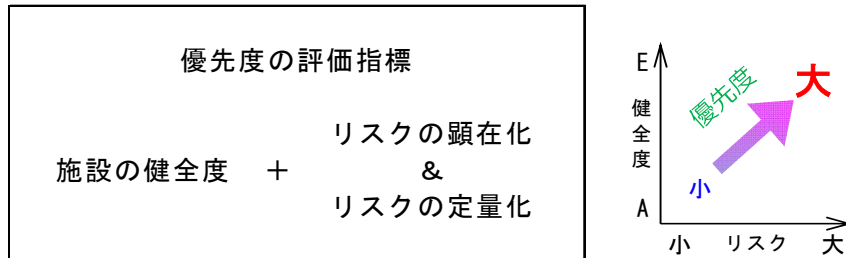 優先度の評価指標
施設の健全度 + リスクの顕在化
&
リスクの定量化
E
健全度
A
優先度
大
小
小 リスク 大